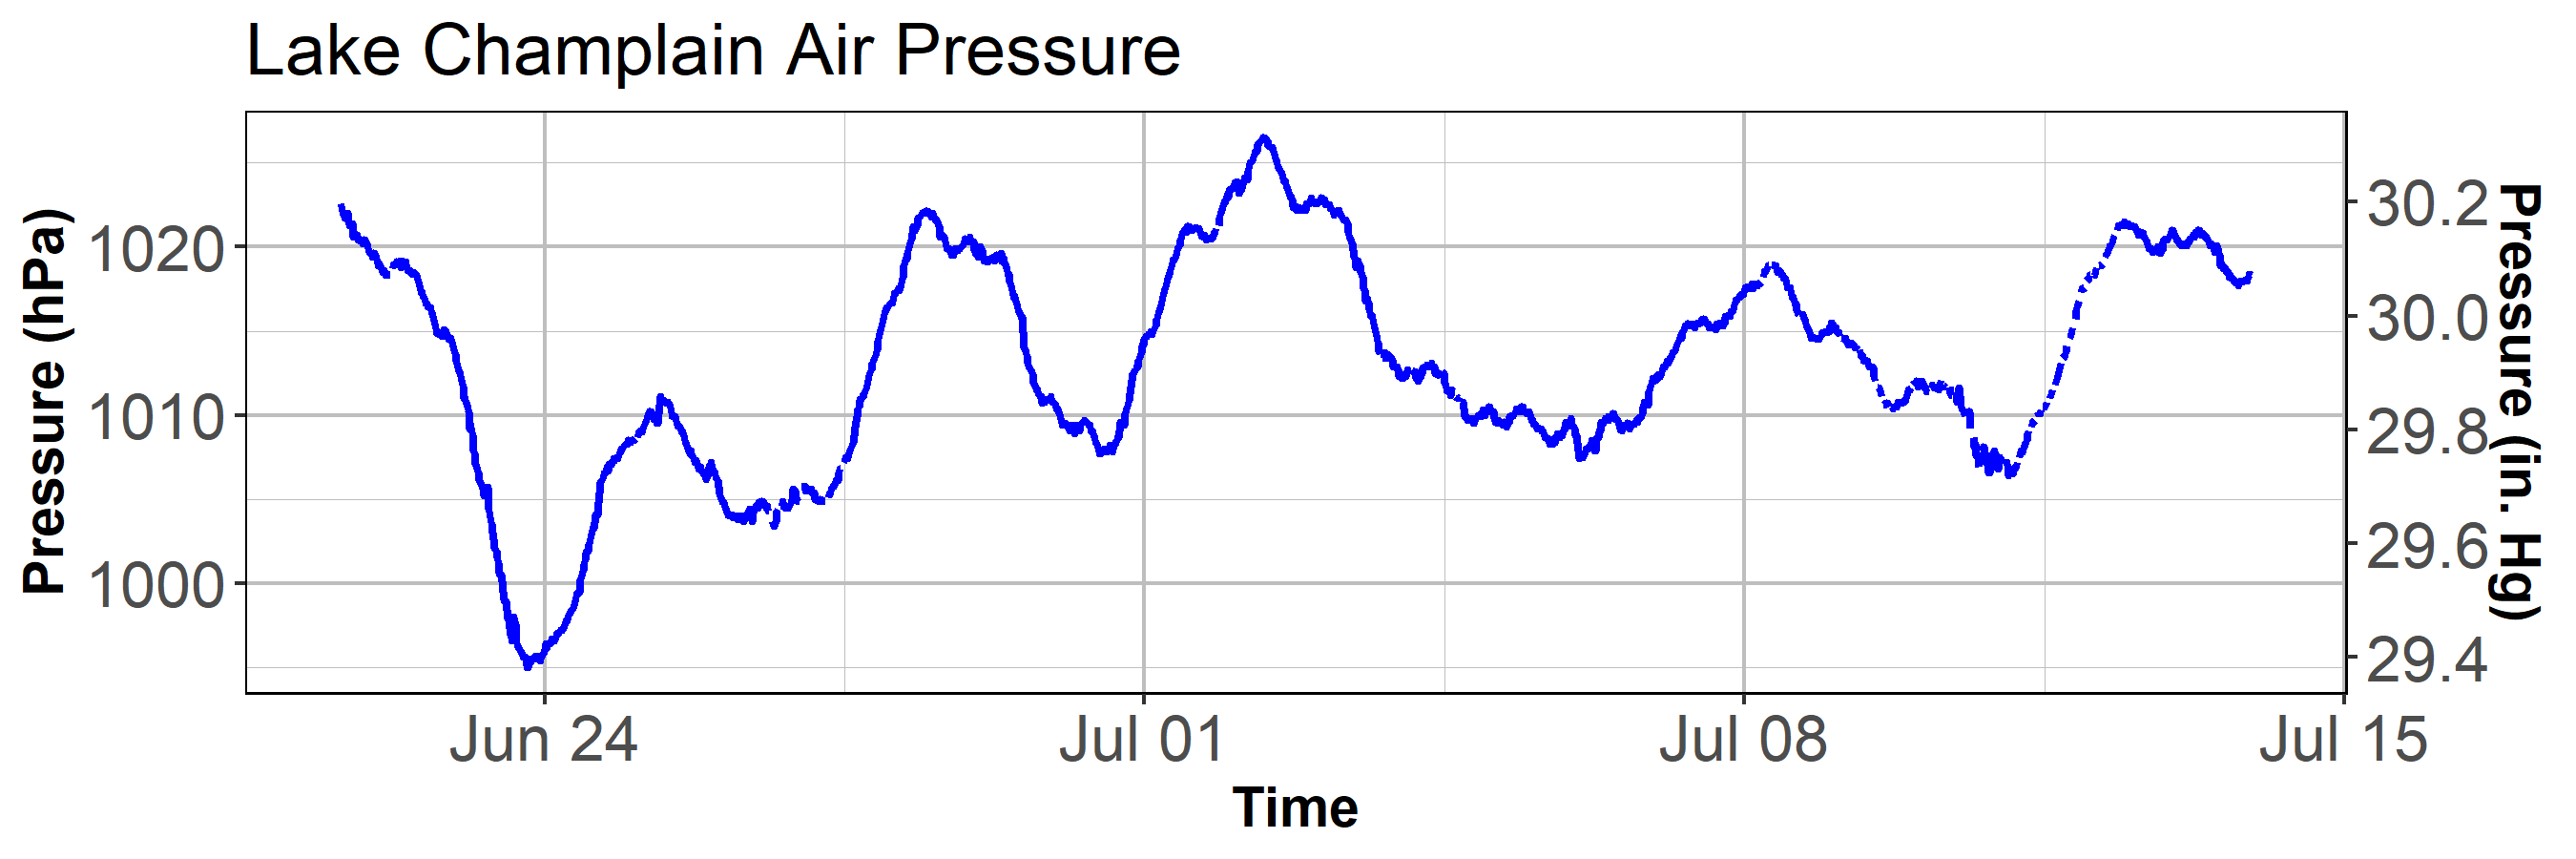 Lake Champlain Air Pressure
Pressure (hPa)
1020
1010
1000
30.2
30.0
29.8
29.6
29.4
Pressure (in. Hg)
Jun 24
Jul 01
Jul 08
Jul 15
Time